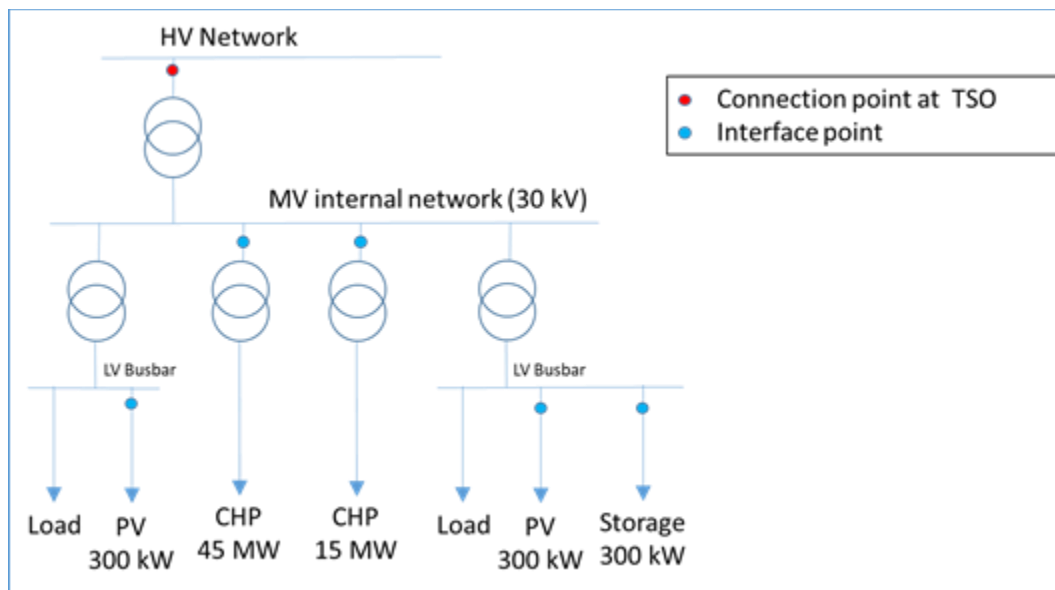 HV Network
Connection point at TSO
Interface point
MV internal network (30 kV)
LV Busbar
LV Busbar
Load
PV
300 kW
CHP
45 MW
CHP
15 MW
Load
PV
300 kW
Storage
300 kW